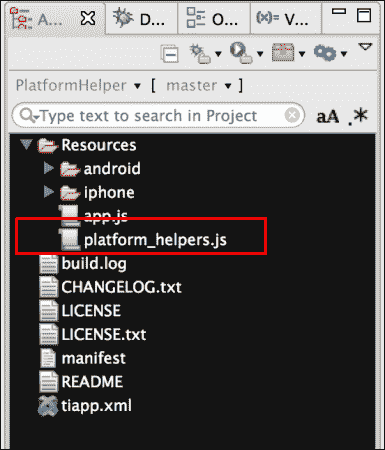 A...
D...
O...
(x)= V...
PlatformHelper ▾ [ master ▾ ]
Type text to search in Project
aA .*
Resources
android
iphone
app.js
platform_helpers.js
build.log
CHANGELOG.txt
LICENSE
LICENSE.txt
manifest
README
tiapp.xml